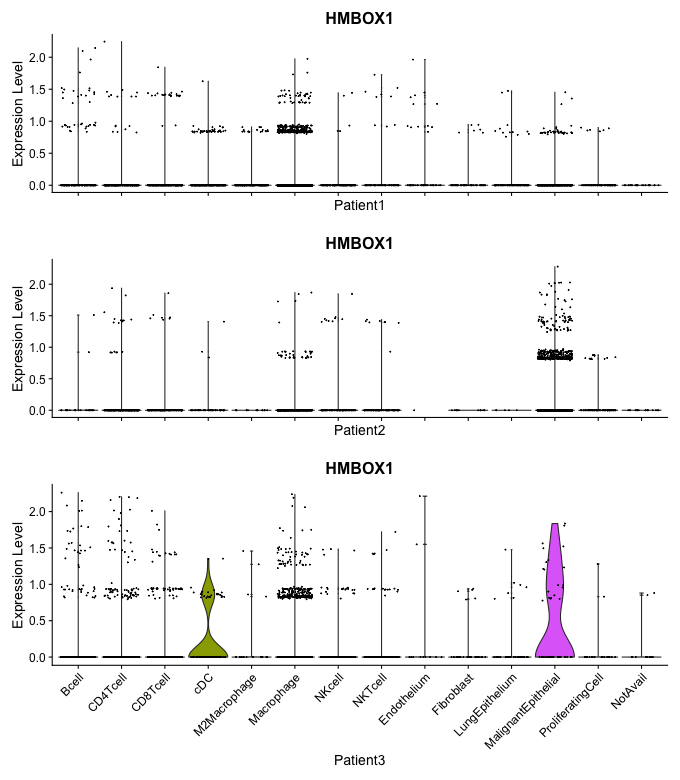 HMBOX1
Expression Level
2.0
1.5
1.0
0.5
0.0
Patient1
HMBOX1
Expression Level
2.0
1.5
1.0
0.5
0.0
Patient2
HMBOX1
Expression Level
2.0
1.5
1.0
0.5
0.0
Bcell
CD4Tcell
CD8Tcell
cDC
M2Macrophage
Macrophage
NKcell
NKTcell
Endothelium
Fibroblast
LungEpithelium
MalignantEpithelial
ProliferatingCell
NotAvail
Patient3